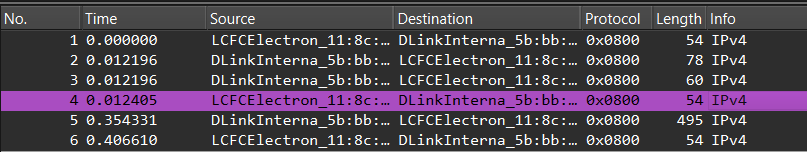 No. Time Source Destination Protocol Length Info
1 0.000000 LCFCElectron_11:8c:… DLinkInterna_5b:bb:… 0x0800 54 IPv4
2 0.012196 DLinkInterna_5b:bb:… LCFCElectron_11:8c:… 0x0800 78 IPv4
3 0.012196 DLinkInterna_5b:bb:… LCFCElectron_11:8c:… 0x0800 60 IPv4
4 0.012405 LCFCElectron_11:8c:… DLinkInterna_5b:bb:… 0x0800 54 IPv4
5 0.354331 DLinkInterna_5b:bb:… LCFCElectron_11:8c:… 0x0800 495 IPv4
6 0.406610 LCFCElectron_11:8c:… DLinkInterna_5b:bb:… 0x0800 54 IPv4